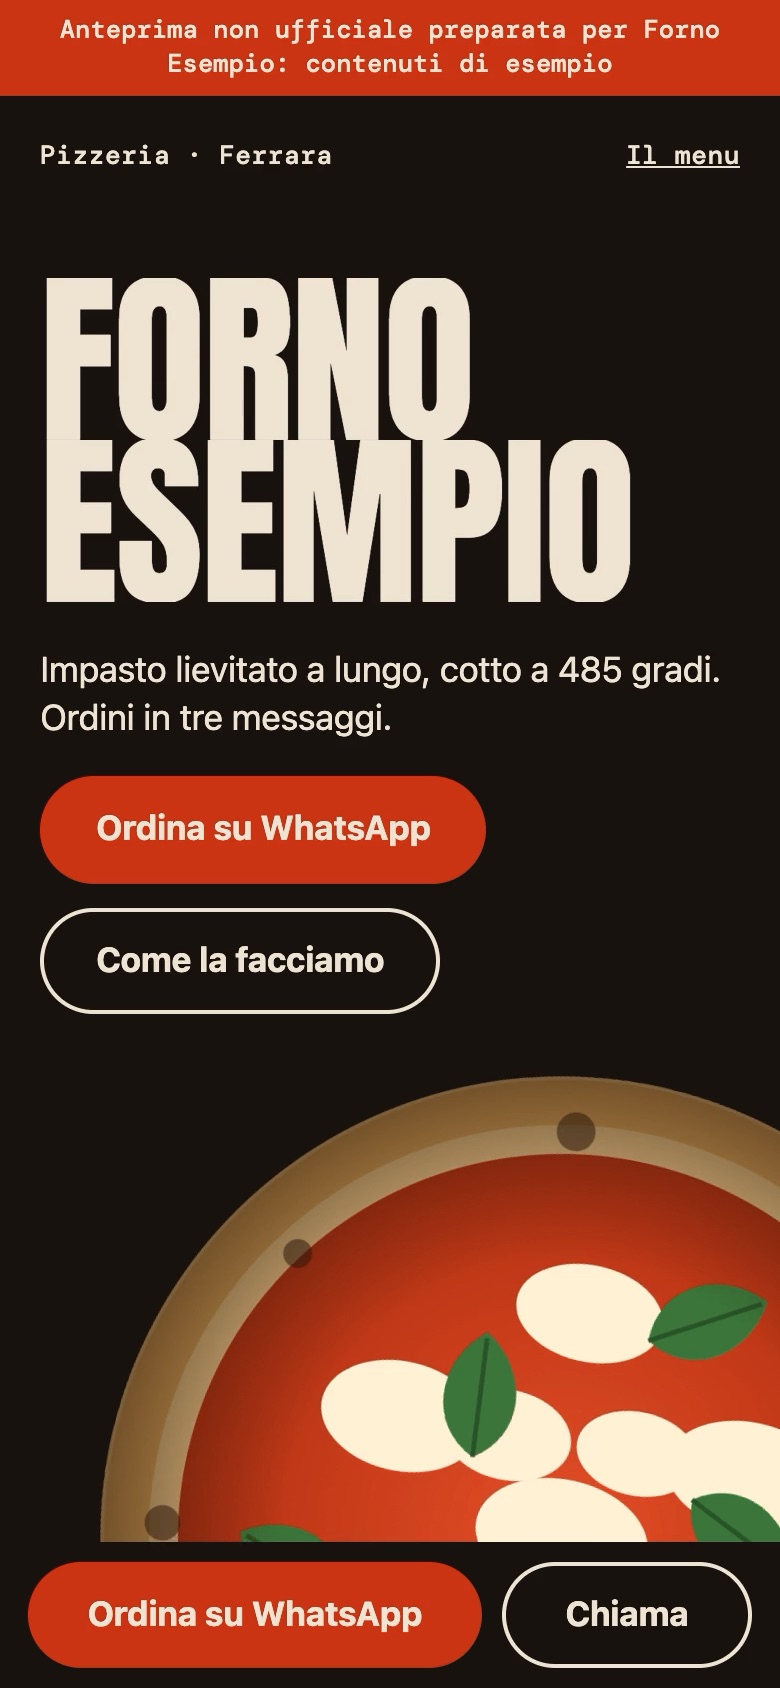 Anteprima non ufficiale preparata per Forno
Esempio: contenuti di esempio
Pizzeria · Ferrara
Il menu
FORNO
ESEMPIO
Impasto lievitato a lungo, cotto a 485 gradi.
Ordini in tre messaggi.
Ordina su WhatsApp
Come la facciamo
Ordina su WhatsApp
Chiama